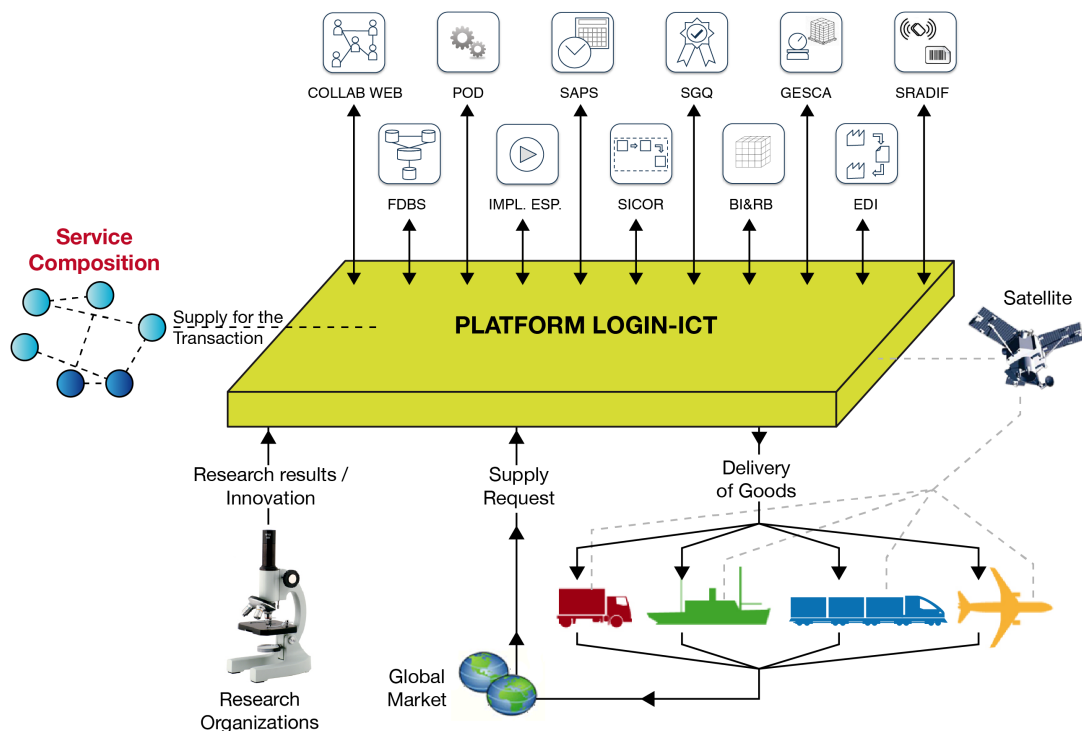 COLLAB WEB
POD
SAPS
SGQ
GESCA
SRADIF
FDBS
IMPL. ESP.
SICOR
BI&RB
EDI
Service
Composition
Supply for the
Transaction
PLATFORM LOGIN-ICT
Satellite
Research results /
Innovation
Supply
Request
Delivery
of Goods
Global
Market
Research
Organizations